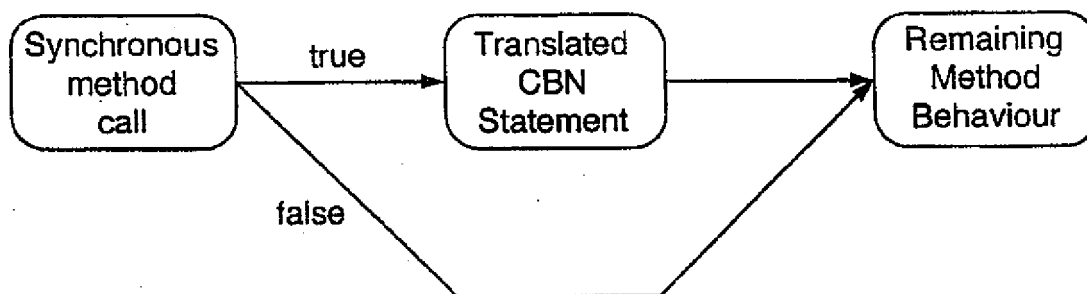 Synchronous
method
call
true
Translated
CBN
Statement
Remaining
Method
Behaviour
false